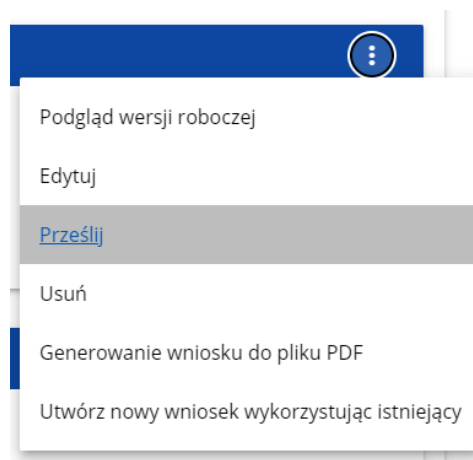 Podgląd wersji roboczej
Edytuj
Prześlij
Usuń
Generowanie wniosku do pliku PDF
Utwórz nowy wniosek wykorzystując istniejący